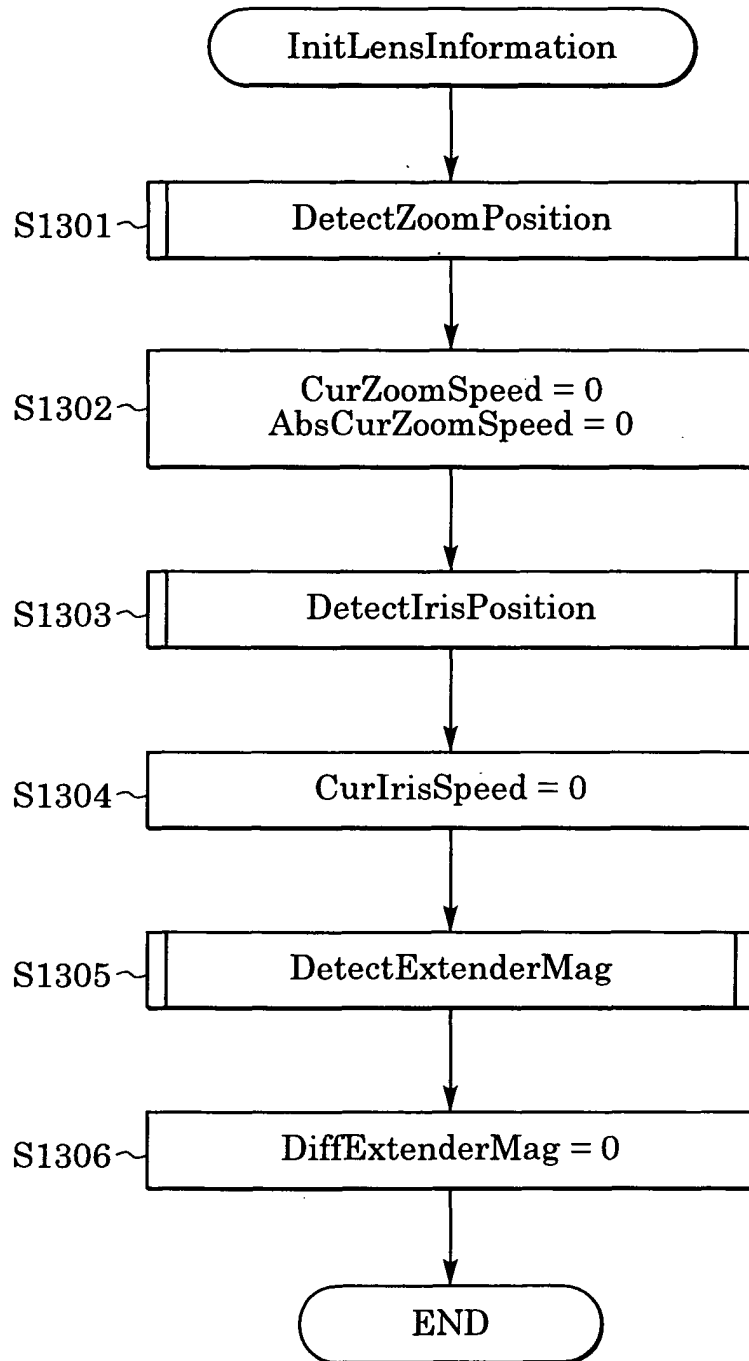 InitLensInformation
S1301
DetectZoomPosition
S1302
CurZoomSpeed = 0
AbsCurZoomSpeed = 0
S1303
DetectIrisPosition
S1304
CurIrisSpeed = 0
S1305
DetectExtenderMag
S1306
DiffExtenderMag = 0
END